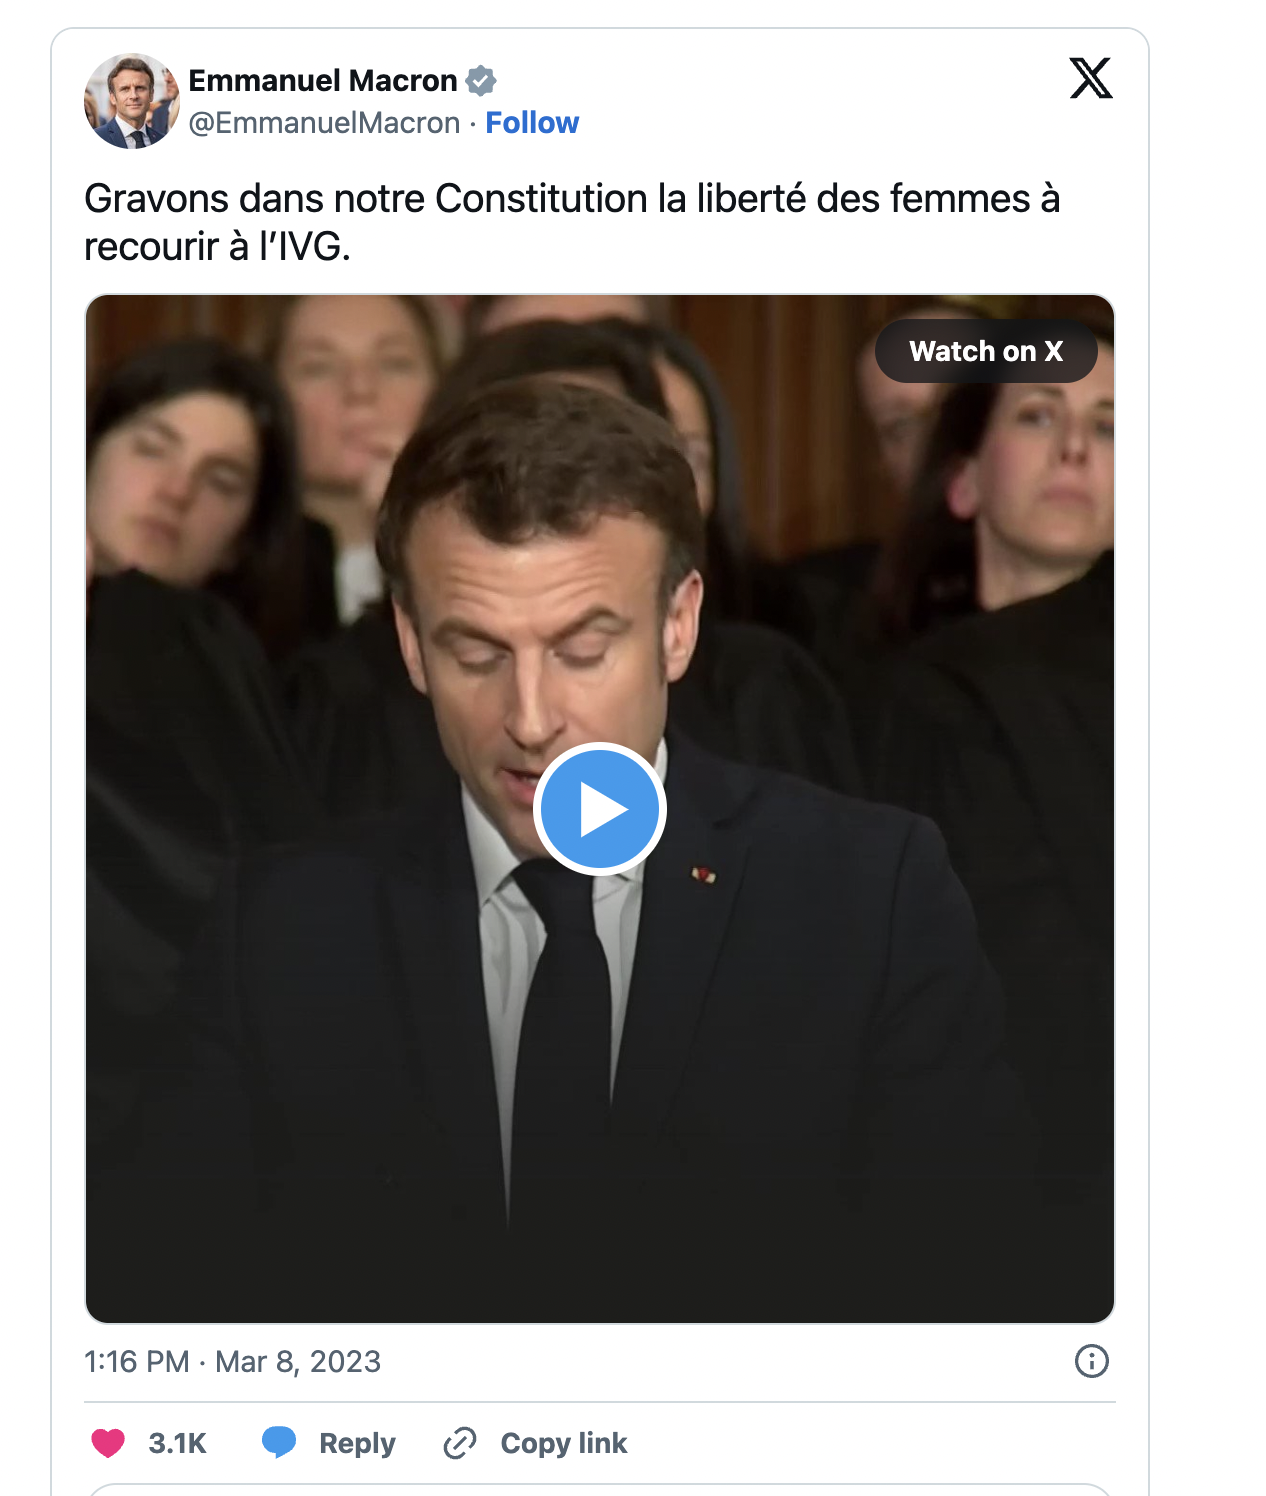 Emmanuel Macron
@EmmanuelMacron · Follow
Gravons dans notre Constitution la liberté des femmes à
recourir à l’IVG.
Watch on X
1:16 PM · Mar 8, 2023
3.1K Reply Copy link